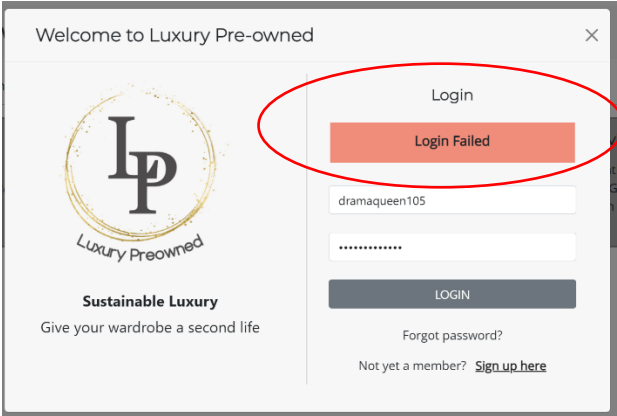 Welcome to Luxury Pre-owned
×
LP
Luxury Preowned
Sustainable Luxury
Give your wardrobe a second life
Login
Login Failed
dramaqueen105
•••••••••••••
LOGIN
Forgot password?
Not yet a member? Sign up here